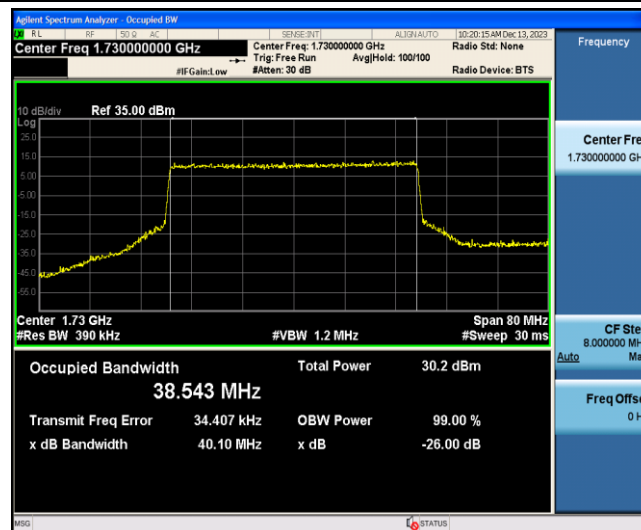 Agilent Spectrum Analyzer - Occupied BW
LXI RL RF 50 Ω AC SENSE:INT ALIGN AUTO 10:20:15 AM Dec 13, 2023
Center Freq 1.730000000 GHz
Center Freq: 1.730000000 GHz
Radio Std: None
Trig: Free Run Avg|Hold: 100/100
#IFGain:Low #Atten: 30 dB Radio Device: BTS
10 dB/div Ref 35.00 dBm
Log
25.0
15.0
5.00
-5.00
-15.0
-25.0
-35.0
-45.0
-55.0
Center 1.73 GHz Span 80 MHz
#Res BW 390 kHz #VBW 1.2 MHz #Sweep 30 ms
Occupied Bandwidth Total Power 30.2 dBm
38.543 MHz
Transmit Freq Error 34.407 kHz OBW Power 99.00 %
x dB Bandwidth 40.10 MHz x dB -26.00 dB
MSG STATUS
Frequency
Center Fre
1.730000000 GH
CF Ste
8.000000 MH
Auto Ma
Freq Offse
0 H